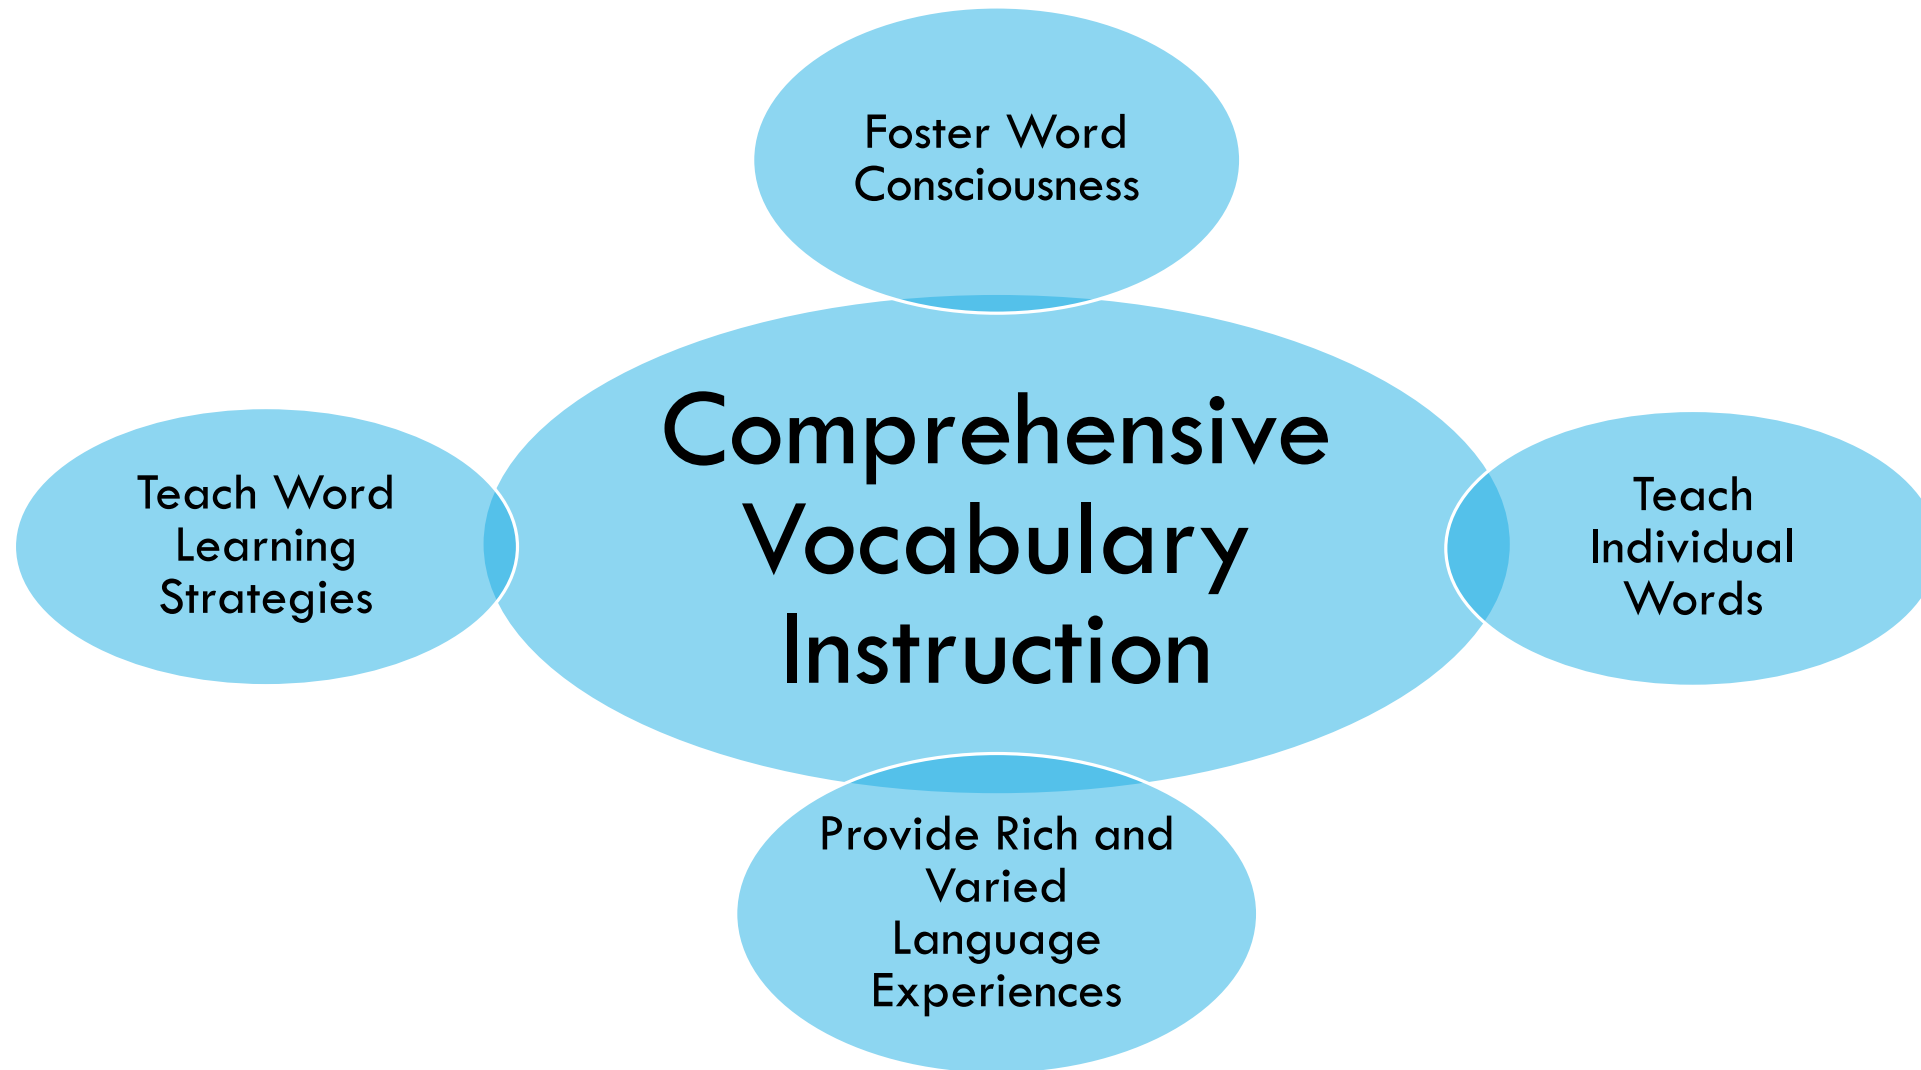 Foster Word
Consciousness
Comprehensive
Vocabulary
Instruction
Teach Word
Learning
Strategies
Teach
Individual
Words
Provide Rich and
Varied
Language
Experiences